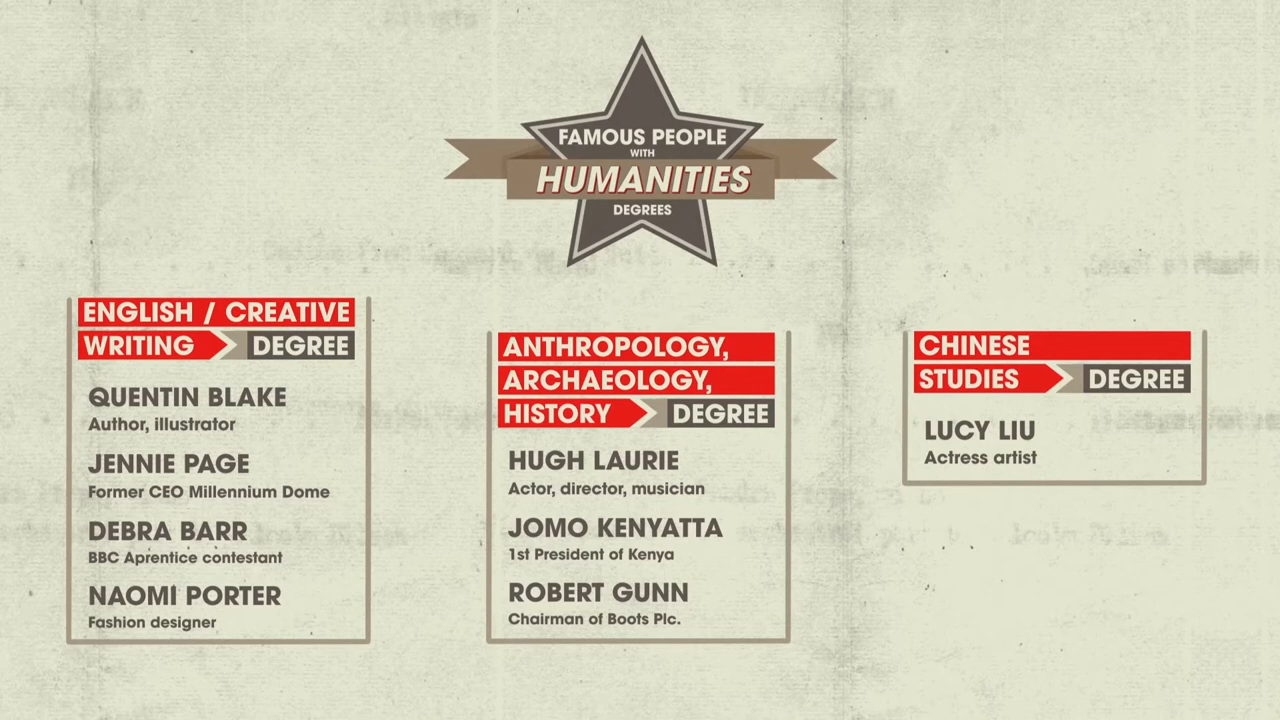 FAMOUS PEOPLE
WITH
HUMANITIES
DEGREES
ENGLISH / CREATIVE
WRITING DEGREE
QUENTIN BLAKE
Author, illustrator
JENNIE PAGE
Former CEO Millennium Dome
DEBRA BARR
BBC Aprentice contestant
NAOMI PORTER
Fashion designer
ANTHROPOLOGY,
ARCHAEOLOGY,
HISTORY DEGREE
HUGH LAURIE
Actor, director, musician
JOMO KENYATTA
1st President of Kenya
ROBERT GUNN
Chairman of Boots Plc.
CHINESE
STUDIES DEGREE
LUCY LIU
Actress artist